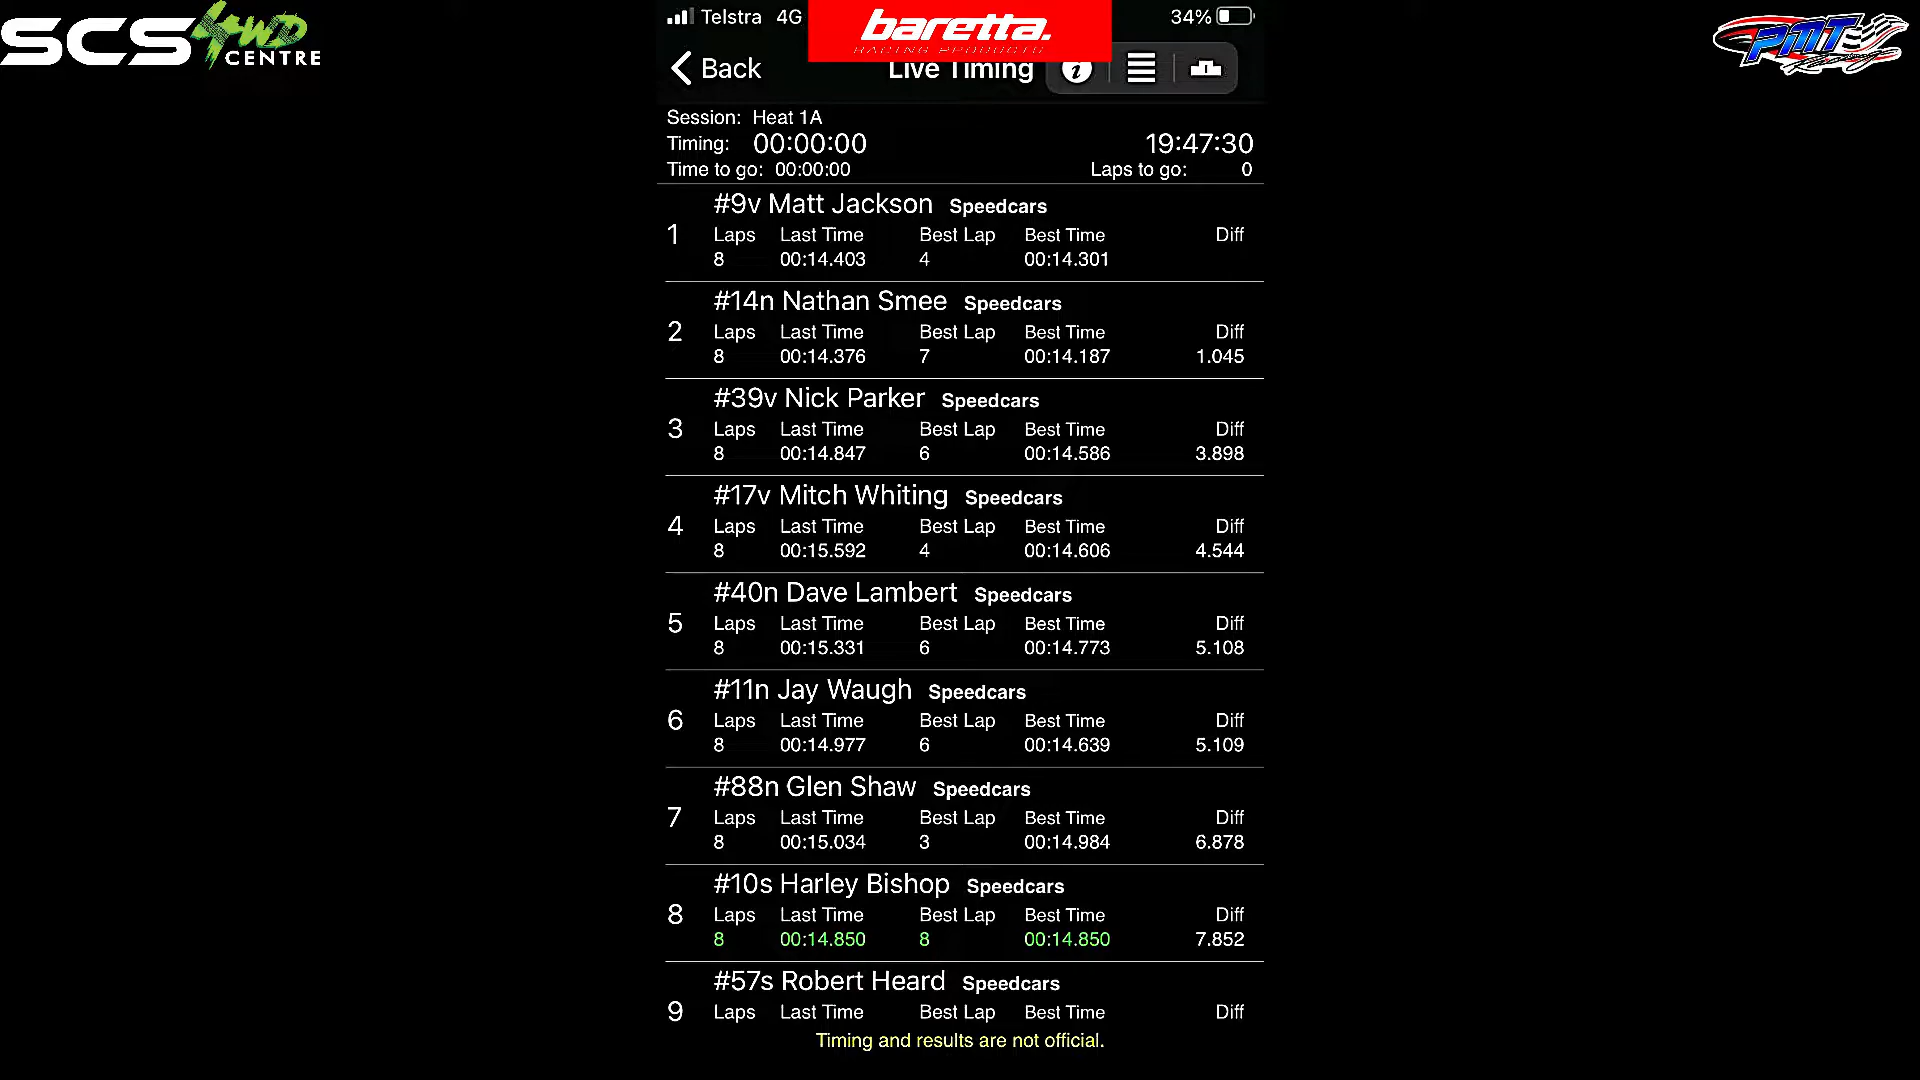 SCS 4WD CENTRE
Telstra 4G
baretta.
RACING PRODUCTS
34%
PMT Racing
Back
Live Timing
Session: Heat 1A
Timing: 00:00:00 19:47:30
Time to go: 00:00:00 Laps to go: 0
#9v Matt Jackson Speedcars
1 Laps Last Time Best Lap Best Time Diff
8 00:14.403 4 00:14.301
#14n Nathan Smee Speedcars
2 Laps Last Time Best Lap Best Time Diff
8 00:14.376 7 00:14.187 1.045
#39v Nick Parker Speedcars
3 Laps Last Time Best Lap Best Time Diff
8 00:14.847 6 00:14.586 3.898
#17v Mitch Whiting Speedcars
4 Laps Last Time Best Lap Best Time Diff
8 00:15.592 4 00:14.606 4.544
#40n Dave Lambert Speedcars
5 Laps Last Time Best Lap Best Time Diff
8 00:15.331 6 00:14.773 5.108
#11n Jay Waugh Speedcars
6 Laps Last Time Best Lap Best Time Diff
8 00:14.977 6 00:14.639 5.109
#88n Glen Shaw Speedcars
7 Laps Last Time Best Lap Best Time Diff
8 00:15.034 3 00:14.984 6.878
#10s Harley Bishop Speedcars
8 Laps Last Time Best Lap Best Time Diff
8 00:14.850 8 00:14.850 7.852
#57s Robert Heard Speedcars
9 Laps Last Time Best Lap Best Time Diff
Timing and results are not official.